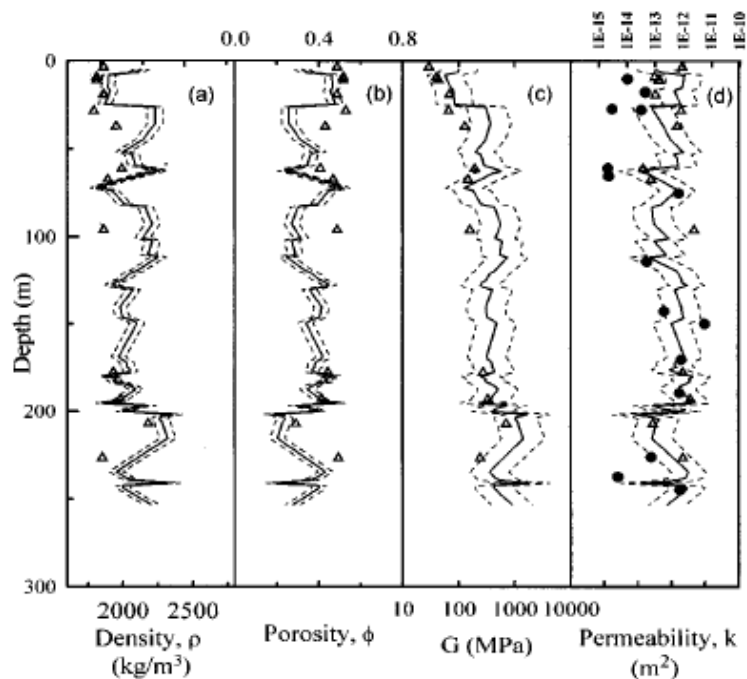 0.0 0.4 0.8
1E-15
1E-14
1E-13
1E-12
1E-11
1E-10
0
100
200
300
Depth (m)
(a)
(b)
(c)
(d)
2000 2500
10 100 1000 10000
Density, ρ
(kg/m³)
Porosity, ϕ
G (MPa)
Permeability, k
(m²)